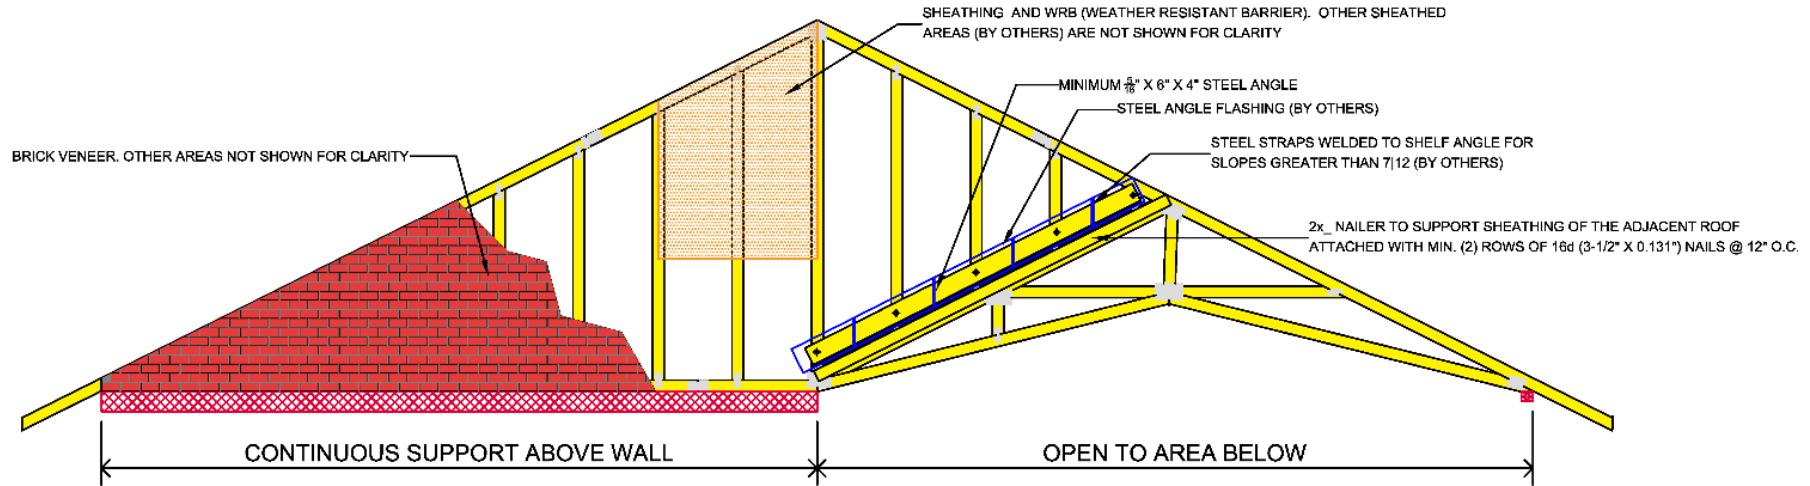 SHEATHING AND WRB (WEATHER RESISTANT BARRIER). OTHER SHEATHED
AREAS (BY OTHERS) ARE NOT SHOWN FOR CLARITY
MINIMUM 5/16" X 6" X 4" STEEL ANGLE
STEEL ANGLE FLASHING (BY OTHERS)
STEEL STRAPS WELDED TO SHELF ANGLE FOR
SLOPES GREATER THAN 7|12 (BY OTHERS)
BRICK VENEER. OTHER AREAS NOT SHOWN FOR CLARITY
2x_ NAILER TO SUPPORT SHEATHING OF THE ADJACENT ROOF
ATTACHED WITH MIN. (2) ROWS OF 16d (3-1/2" X 0.131") NAILS @ 12" O.C.
CONTINUOUS SUPPORT ABOVE WALL
OPEN TO AREA BELOW